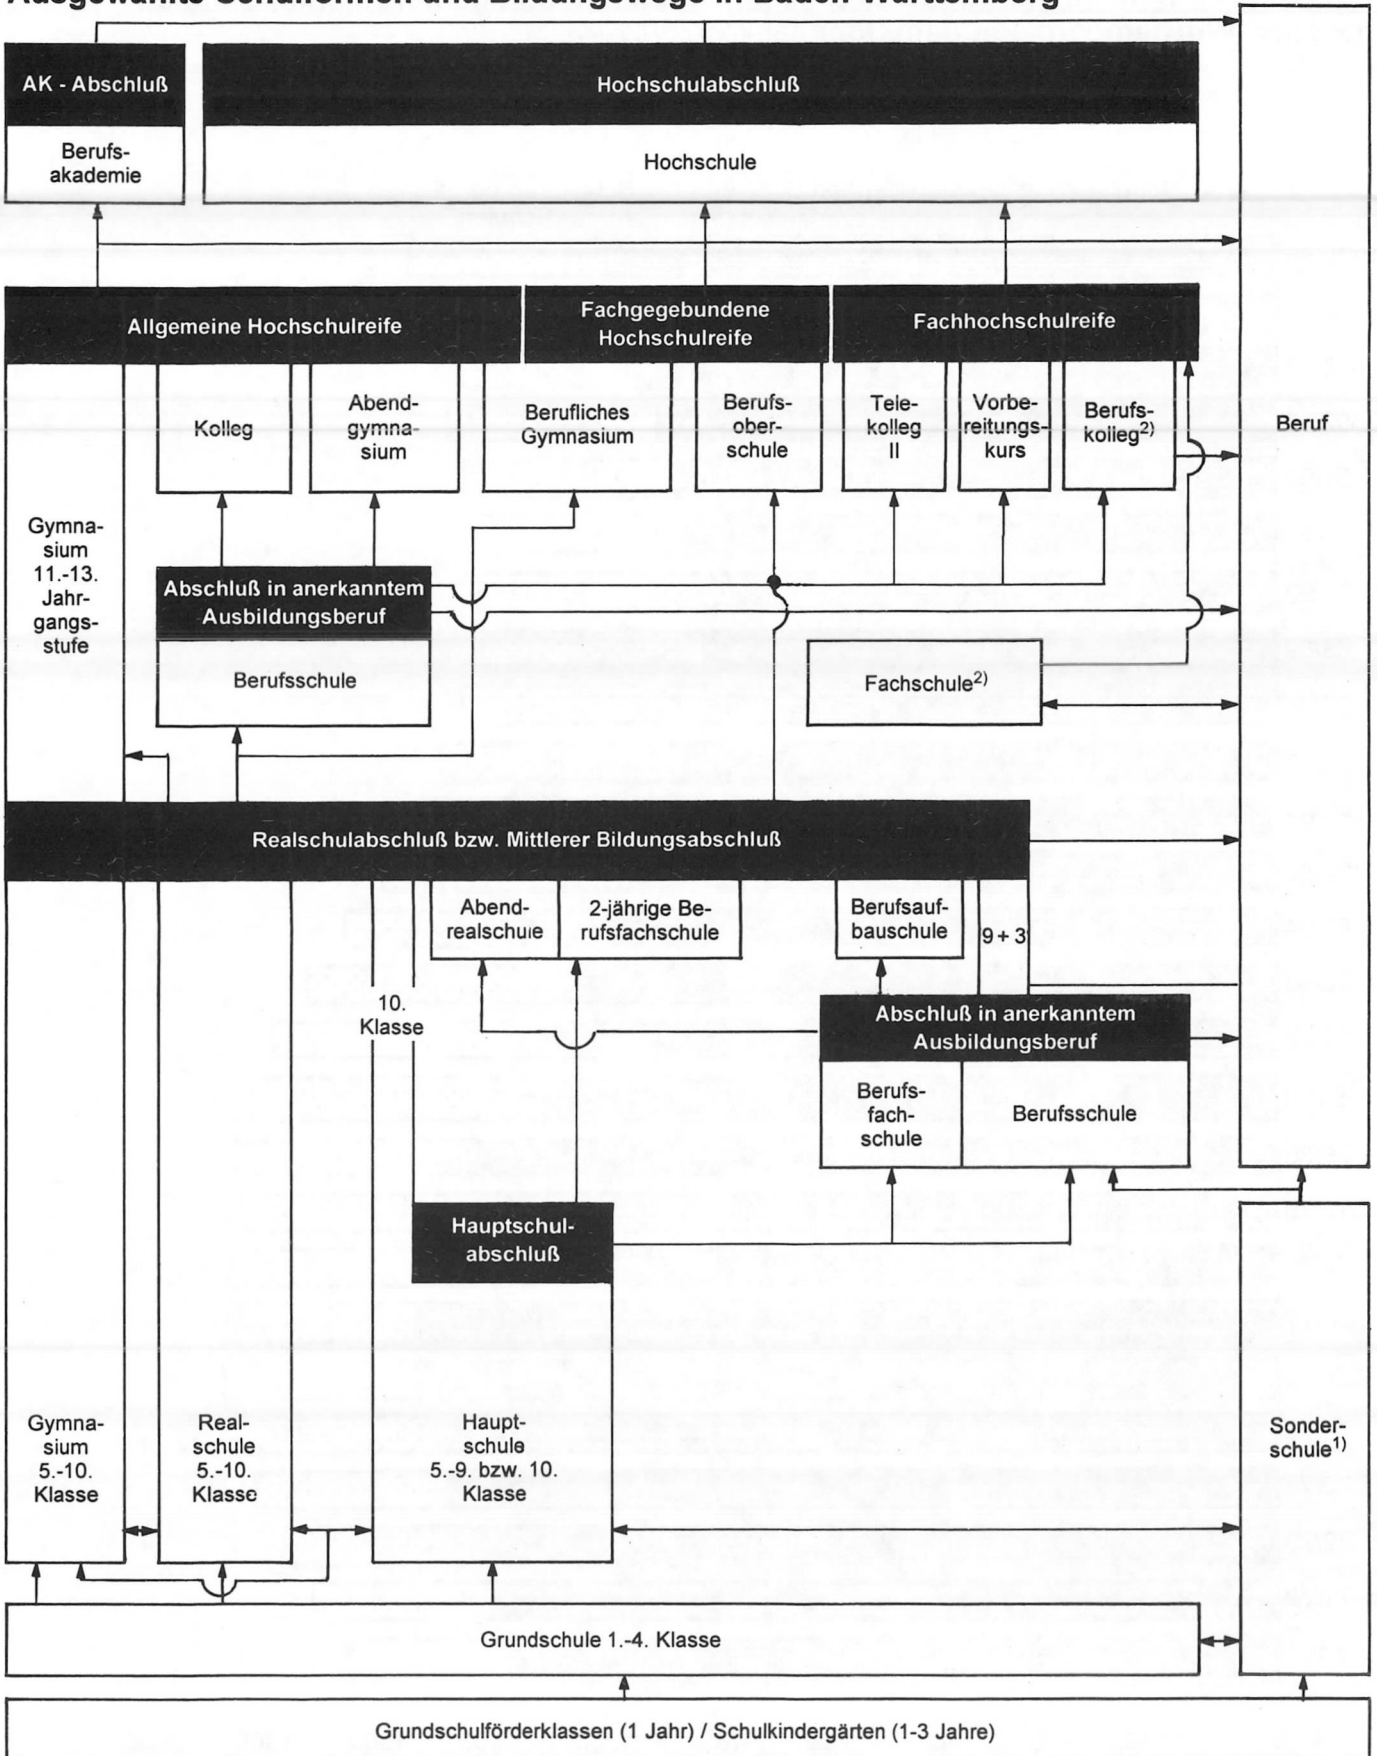 Ausgewählte Schulformen und Bildungswege in Baden-Württemberg
AK - Abschluß
Hochschulabschluß
Berufs-
akademie
Hochschule
Allgemeine Hochschulreife
Fachgegebundene
Hochschulreife
Fachhochschulreife
Kolleg
Abend-
gymna-
sium
Berufliches
Gymnasium
Berufs-
ober-
schule
Tele-
kolleg
II
Vorbe-
reitungs-
kurs
Berufs-
kolleg2)
Beruf
Gymna-
sium
11.-13.
Jahr-
gangs-
stufe
Abschluß in anerkanntem
Ausbildungsberuf
Berufsschule
Fachschule2)
Realschulabschluß bzw. Mittlerer Bildungsabschluß
Abend-
realschule
2-jährige Be-
rufsfachschule
Berufsauf-
bauschule
9 + 3
10.
Klasse
Abschluß in anerkanntem
Ausbildungsberuf
Berufs-
fach-
schule
Berufsschule
Hauptschul-
abschluß
Gymna-
sium
5.-10.
Klasse
Real-
schule
5.-10.
Klasse
Haupt-
schule
5.-9. bzw. 10.
Klasse
Sonder-
schule1)
Grundschule 1.-4. Klasse
Grundschulförderklassen (1 Jahr) / Schulkindergärten (1-3 Jahre)